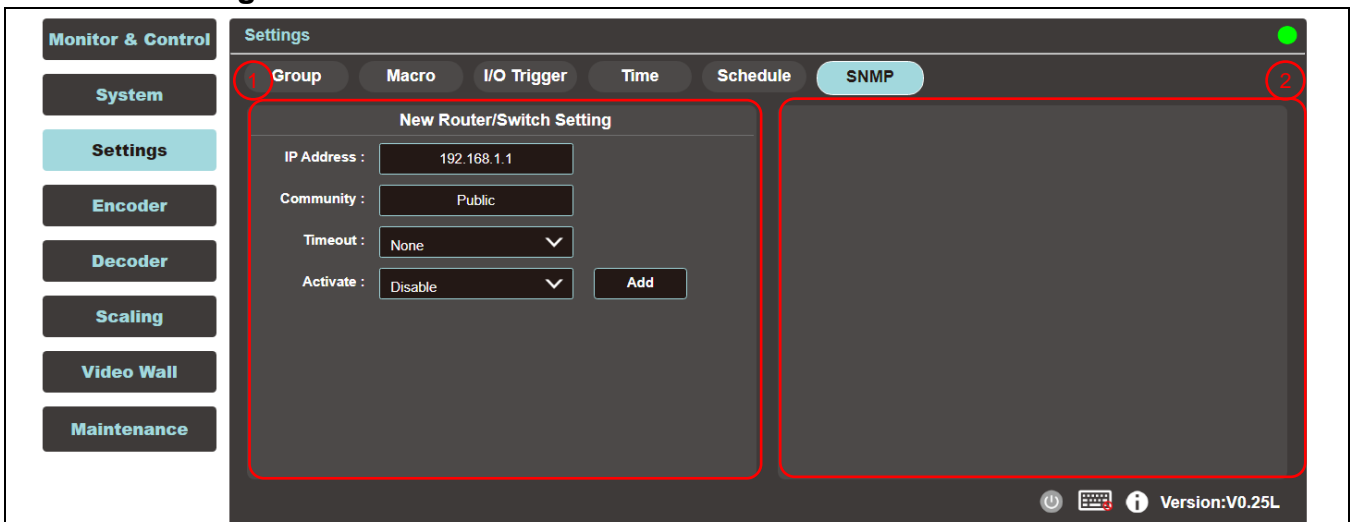 Monitor & Control
System
Settings
Encoder
Decoder
Scaling
Video Wall
Maintenance
Settings
1 Group Macro I/O Trigger Time Schedule SNMP 2
New Router/Switch Setting
IP Address : 192.168.1.1
Community : Public
Timeout : None
Activate : Disable Add
Version:V0.25L